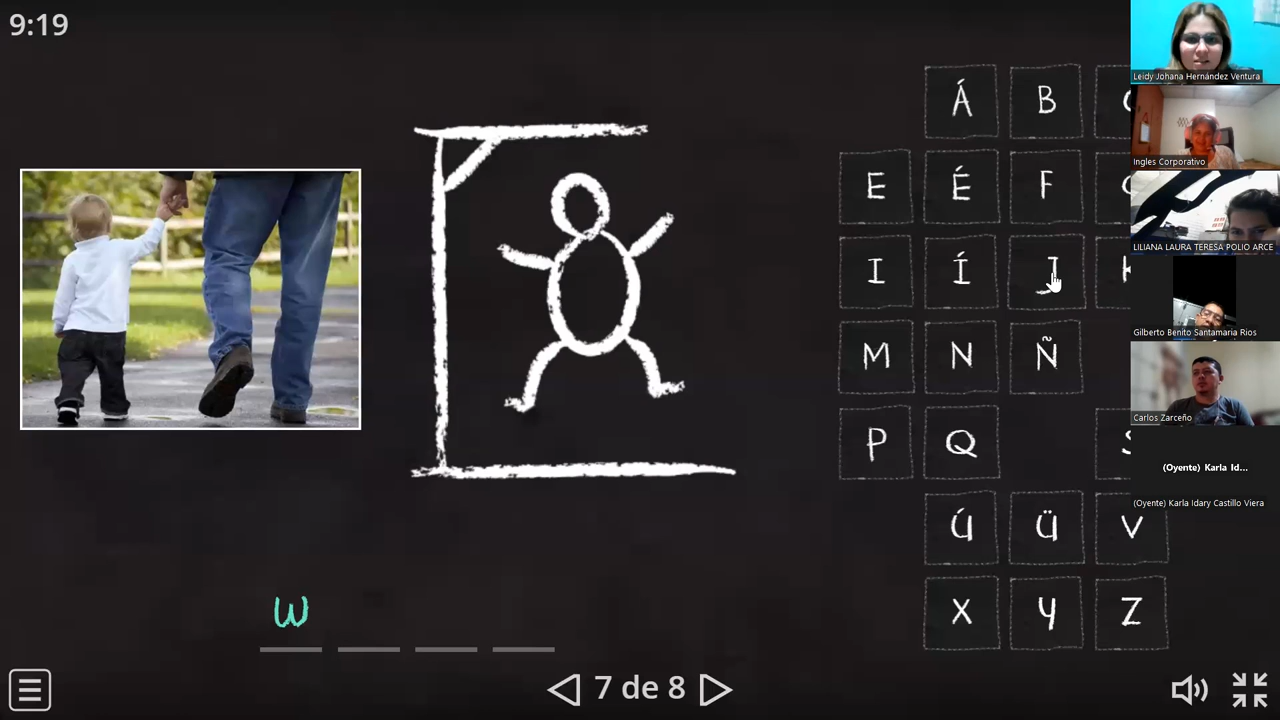 9:19
Á B
E É F
I Í J
M N Ñ
P Q
Ú Ü V
X Y Z
W
7 de 8
Leidy Johana Hernández Ventura
Ingles Corporativo
LILIANA LAURA TERESA POLIO ARCE
Gilberto Benito Santamaria Rios
Carlos Zarceño
(Oyente) Karla Id...
(Oyente) Karla Idary Castillo Viera